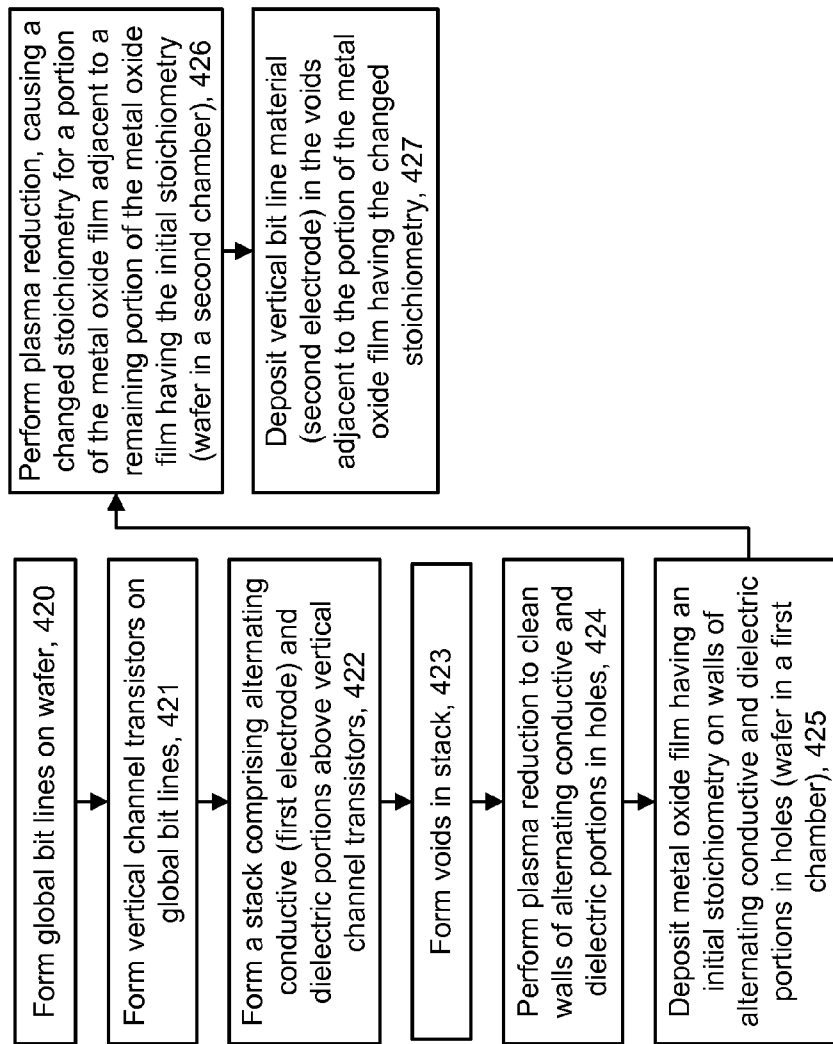 Form global bit lines on wafer, 420
Form vertical channel transistors on
global bit lines, 421
Form a stack comprising alternating
conductive (first electrode) and
dielectric portions above vertical
channel transistors, 422
Form voids in stack, 423
Perform plasma reduction to clean
walls of alternating conductive and
dielectric portions in holes, 424
Deposit metal oxide film having an
initial stoichiometry on walls of
alternating conductive and dielectric
portions in holes (wafer in a first
chamber), 425
Perform plasma reduction, causing a
changed stoichiometry for a portion
of the metal oxide film adjacent to a
remaining portion of the metal oxide
film having the initial stoichiometry
(wafer in a second chamber), 426
Deposit vertical bit line material
(second electrode) in the voids
adjacent to the portion of the metal
oxide film having the changed
stoichiometry, 427